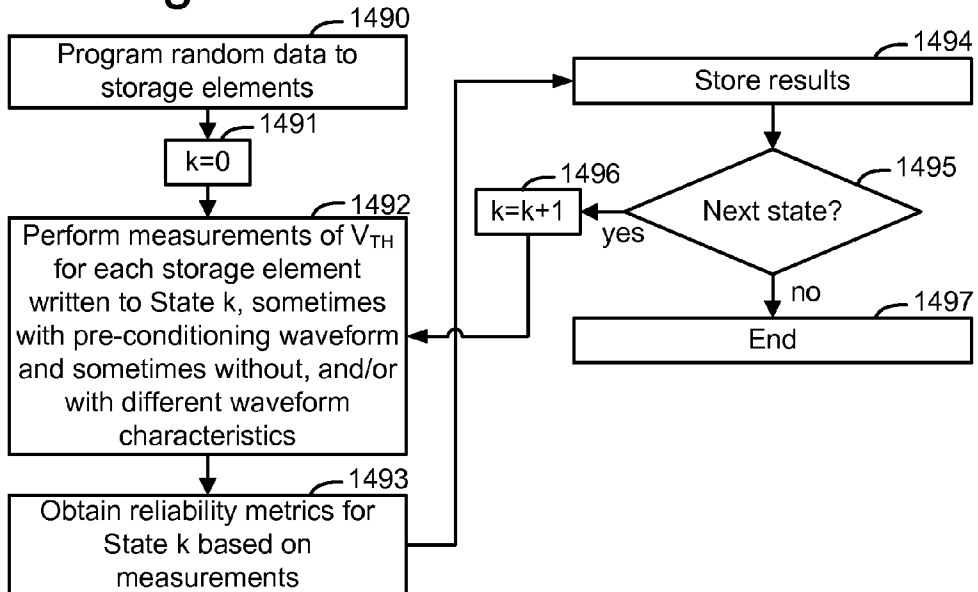 1490
Program random data to
storage elements
1491
k=0
1492
Perform measurements of VTH
for each storage element
written to State k, sometimes
with pre-conditioning waveform
and sometimes without, and/or
with different waveform
characteristics
1493
Obtain reliability metrics for
State k based on
measurements
1494
Store results
1495
Next state?
1496
k=k+1
yes
no
1497
End